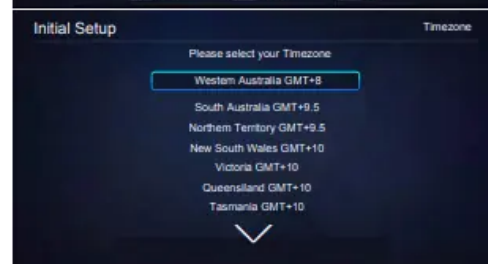 Initial Setup
Timezone
Please select your Timezone
Western Australia GMT+8
South Australia GMT+9.5
Northern Territory GMT+9.5
New South Wales GMT+10
Victoria GMT+10
Queensland GMT+10
Tasmania GMT+10